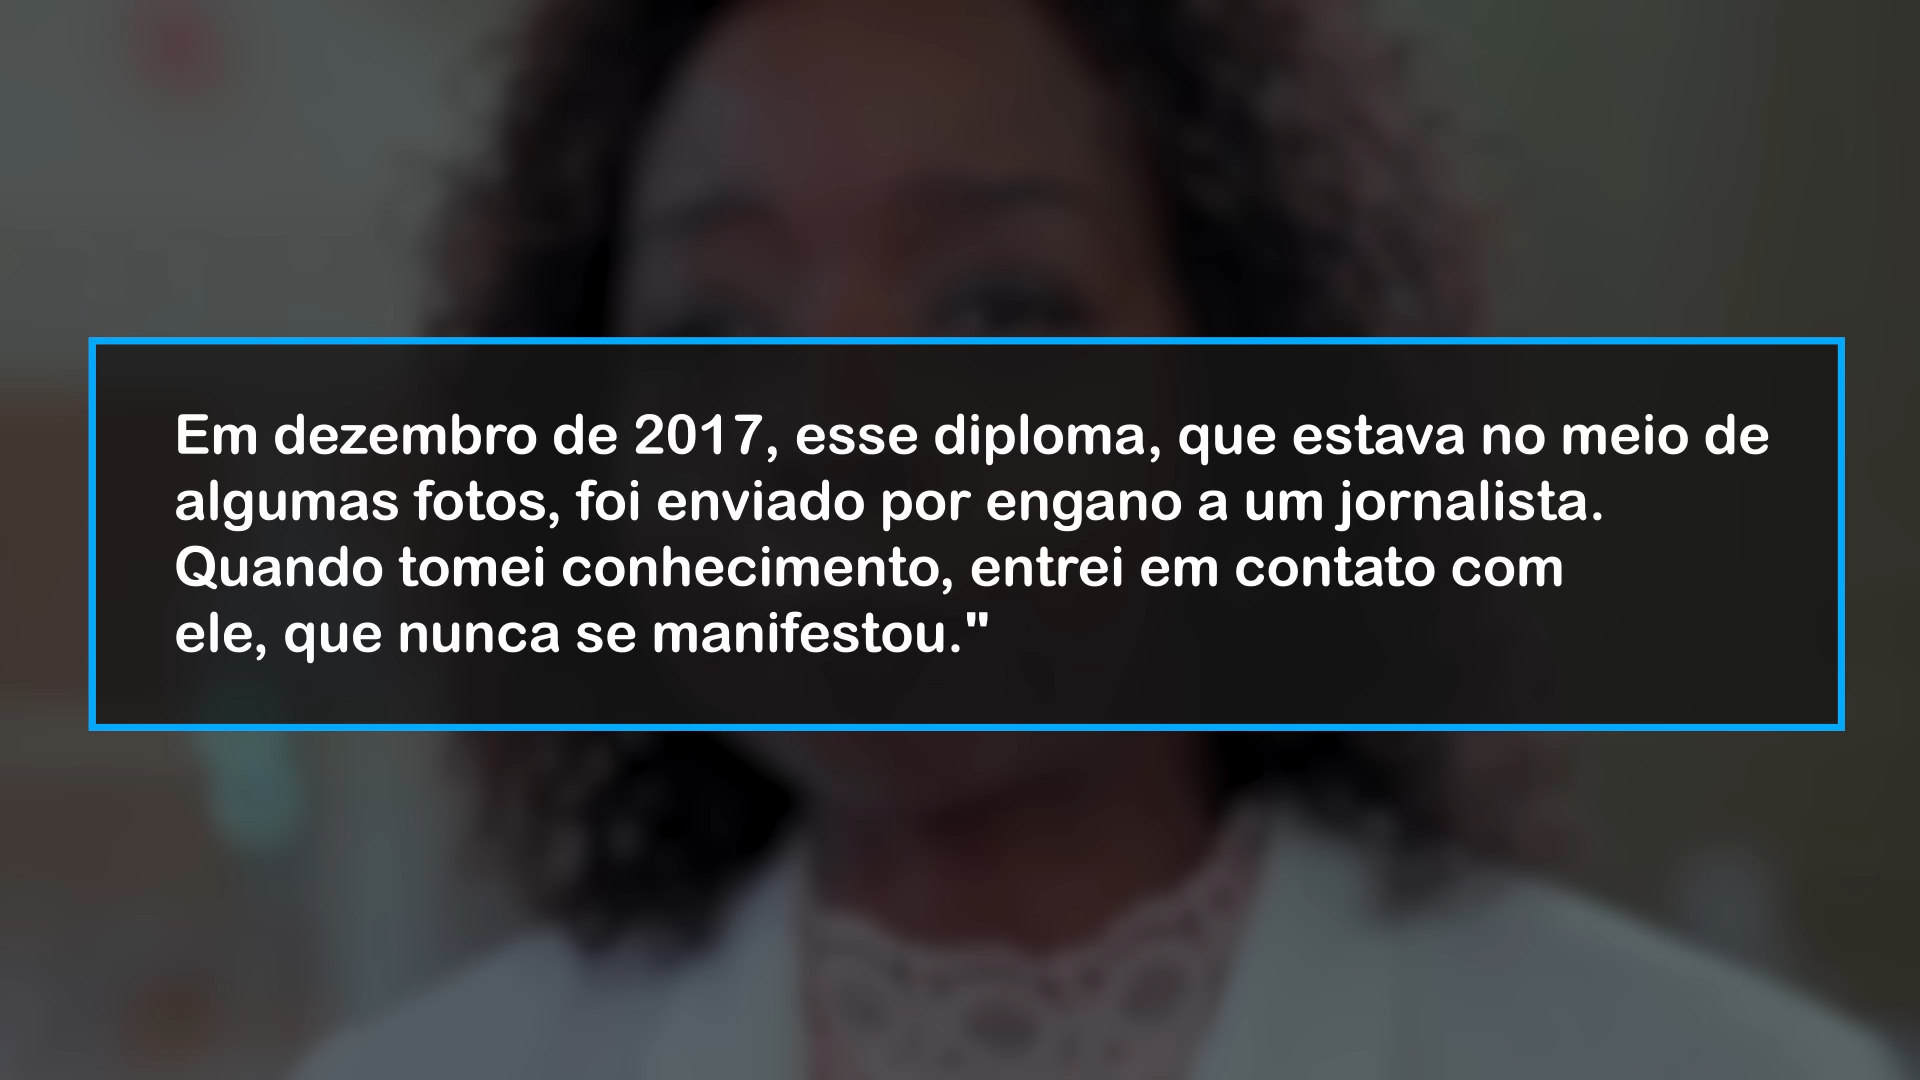 Em dezembro de 2017, esse diploma, que estava no meio de
algumas fotos, foi enviado por engano a um jornalista.
Quando tomei conhecimento, entrei em contato com
ele, que nunca se manifestou."